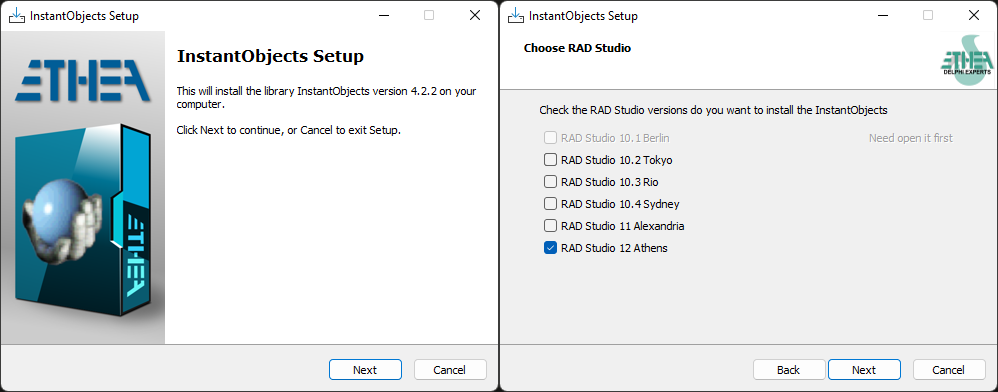 InstantObjects Setup
ETHEA
ETHEA
InstantObjects Setup
This will install the library InstantObjects version 4.2.2 on your
computer.
Click Next to continue, or Cancel to exit Setup.
Next
Cancel
InstantObjects Setup
Choose RAD Studio
ETHEA
DELPHI EXPERTS
Check the RAD Studio versions do you want to install the InstantObjects
RAD Studio 10.1 Berlin Need open it first
RAD Studio 10.2 Tokyo
RAD Studio 10.3 Rio
RAD Studio 10.4 Sydney
RAD Studio 11 Alexandria
RAD Studio 12 Athens
Back
Next
Cancel